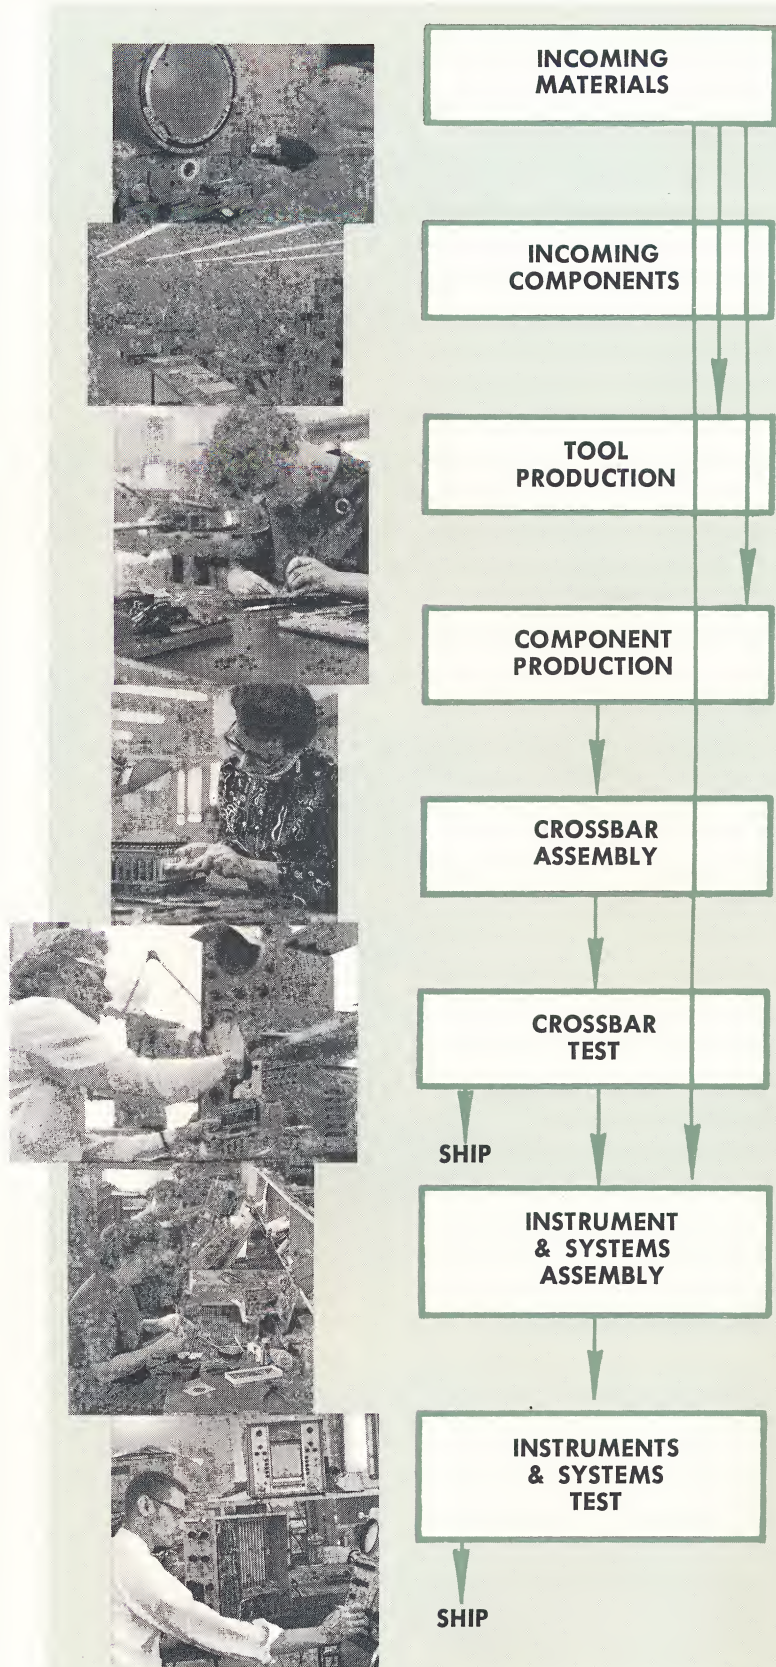 INCOMING
MATERIALS
INCOMING
COMPONENTS
TOOL
PRODUCTION
COMPONENT
PRODUCTION
CROSSBAR
ASSEMBLY
CROSSBAR
TEST
SHIP
INSTRUMENT
& SYSTEMS
ASSEMBLY
INSTRUMENTS
& SYSTEMS
TEST
SHIP